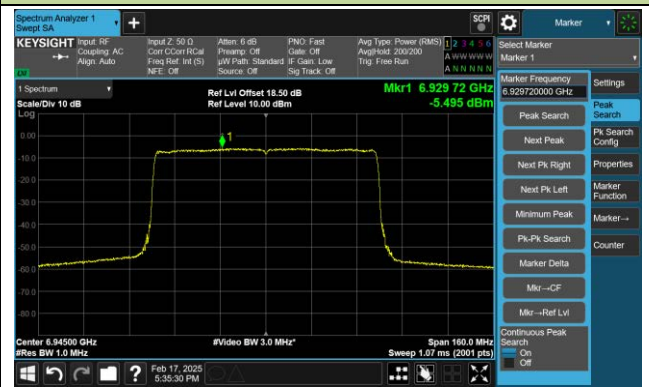 Spectrum Analyzer 1
Swept SA
SCPI
Marker
KEYSIGHT
Input: RF
Coupling: AC
Align: Auto
Input Z: 50 Ω
Corr CCorr RCal
Freq Ref: Int (S)
NFE: Off
Atten: 6 dB
Preamp: Off
µW Path: Standard
Source: Off
PNO: Fast
Gate: Off
IF Gain: Low
Sig Track: Off
Avg Type: Power (RMS)
Avg|Hold: 200/200
Trig: Free Run
1 2 3 4 5 6
A W W W W W
A N N N N N
Select Marker
Marker 1
1 Spectrum
Scale/Div 10 dB
Log
Ref Lvl Offset 18.50 dB
Ref Level 10.00 dBm
Mkr1 6.929 72 GHz
-5.495 dBm
1
0.00
-10.0
-20.0
-30.0
-40.0
-50.0
-60.0
-70.0
-80.0
Center 6.94500 GHz
#Res BW 1.0 MHz
#Video BW 3.0 MHz*
Span 160.0 MHz
Sweep 1.07 ms (2001 pts)
Marker Frequency
6.929720000 GHz
Peak Search
Next Peak
Next Pk Right
Next Pk Left
Minimum Peak
Pk-Pk Search
Marker Delta
Mkr→CF
Mkr→Ref Lvl
Continuous Peak
Search
On
Off
Settings
Peak
Search
Pk Search
Config
Properties
Marker
Function
Marker→
Counter
?
Feb 17, 2025
5:35:30 PM